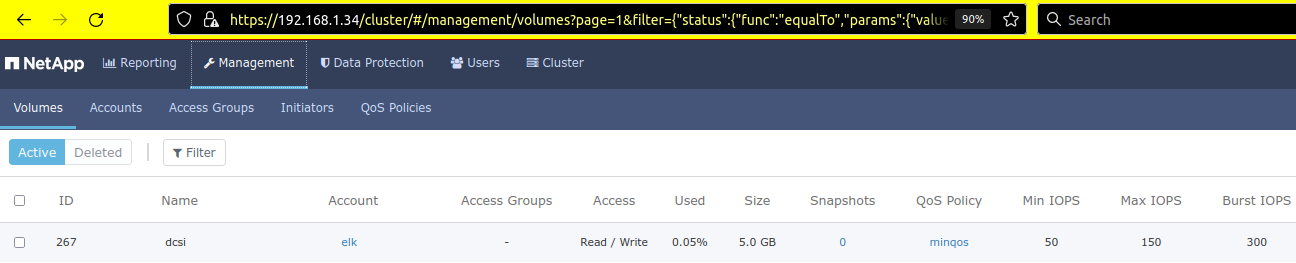 https://192.168.1.34/cluster/#/management/volumes?page=1&filter={"status":{"func":"equalTo","params":{"value 90% Search
NetApp Reporting Management Data Protection Users Cluster
Volumes Accounts Access Groups Initiators QoS Policies
Active Deleted Filter
ID Name Account Access Groups Access Used Size Snapshots QoS Policy Min IOPS Max IOPS Burst IOPS
267 dcsi elk - Read / Write 0.05% 5.0 GB 0 minqos 50 150 300